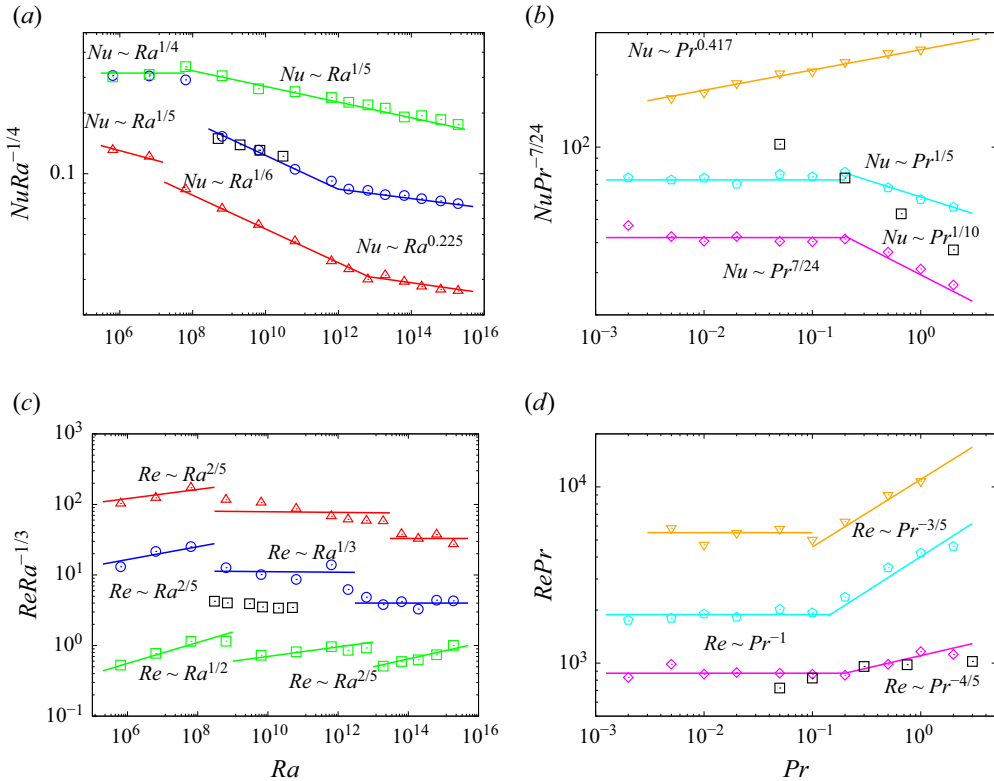 (a)
Nu ~ Ra^{1/4}
Nu ~ Ra^{1/5}
Nu ~ Ra^{1/5}
Nu ~ Ra^{1/6}
Nu ~ Ra^{0.225}
0.1
NuRa^{-1/4}
10^6 10^8 10^{10} 10^{12} 10^{14} 10^{16}
(b)
Nu ~ Pr^{0.417}
Nu ~ Pr^{1/5}
Nu ~ Pr^{1/10}
Nu ~ Pr^{7/24}
10^2
NuPr^{-7/24}
10^{-3} 10^{-2} 10^{-1} 10^0
(c)
10^3
10^2
10^1
10^0
10^{-1}
ReRa^{-1/3}
Re ~ Ra^{2/5}
Re ~ Ra^{1/3}
Re ~ Ra^{2/5}
Re ~ Ra^{1/2}
Re ~ Ra^{2/5}
10^6 10^8 10^{10} 10^{12} 10^{14} 10^{16}
Ra
(d)
10^4
10^3
RePr
Re ~ Pr^{-3/5}
Re ~ Pr^{-1}
Re ~ Pr^{-4/5}
10^{-3} 10^{-2} 10^{-1} 10^0
Pr